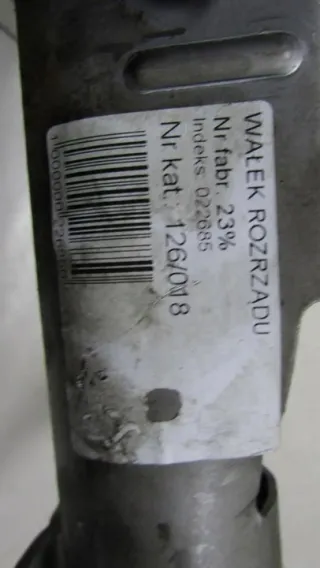 WAŁEK ROZRZĄDU
Nr fabr. 23%
Indeks: 022685
Nr kat.: 126/018